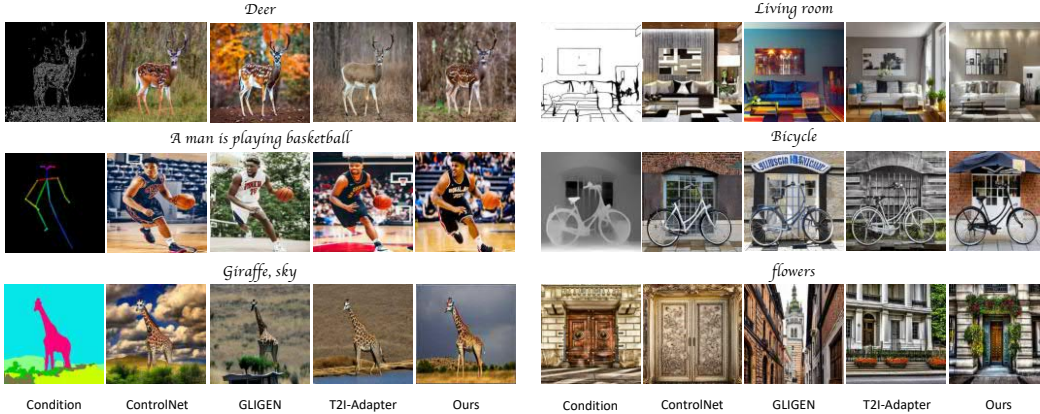 Deer
Living room
A man is playing basketball
Bicycle
Giraffe, sky
flowers
Condition
ControlNet
GLIGEN
T2I-Adapter
Ours
Condition
ControlNet
GLIGEN
T2I-Adapter
Ours